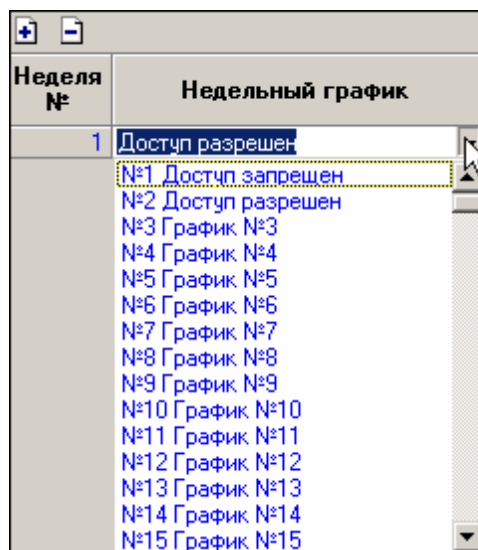 Неделя № Недельный график
1 Доступ разрешен
№1 Доступ запрещен
№2 Доступ разрешен
№3 График №3
№4 График №4
№5 График №5
№6 График №6
№7 График №7
№8 График №8
№9 График №9
№10 График №10
№11 График №11
№12 График №12
№13 График №13
№14 График №14
№15 График №15